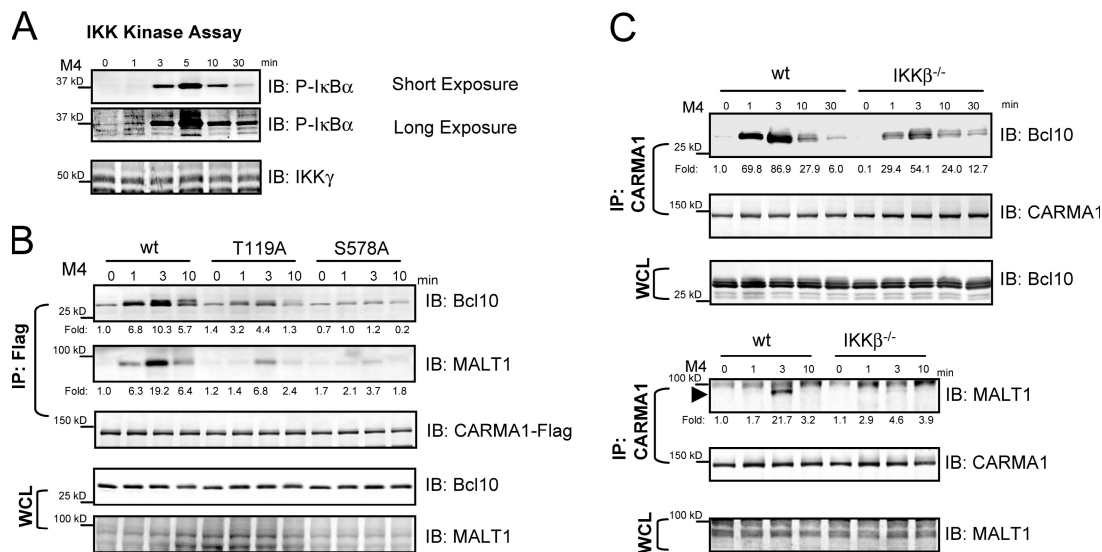 A
IKK Kinase Assay
M4 0 1 3 5 10 30 min
37 kD IB: P-IκBα Short Exposure
37 kD IB: P-IκBα Long Exposure
50 kD IB: IKKγ
B
wt T119A S578A
M4 0 1 3 10 0 1 3 10 0 1 3 10 min
IP: Flag
25 kD IB: Bcl10
Fold: 1.0 6.8 10.3 5.7 1.4 3.2 4.4 1.3 0.7 1.0 1.2 0.2
100 kD IB: MALT1
Fold: 1.0 6.3 19.2 6.4 1.2 1.4 6.8 2.4 1.7 2.1 3.7 1.8
150 kD IB: CARMA1-Flag
WCL
25 kD IB: Bcl10
100 kD IB: MALT1
C
wt IKKβ-/-
M4 0 1 3 10 30 0 1 3 10 30 min
IP: CARMA1
25 kD IB: Bcl10
Fold: 1.0 69.8 86.9 27.9 6.0 0.1 29.4 54.1 24.0 12.7
150 kD IB: CARMA1
WCL
25 kD IB: Bcl10
wt IKKβ-/-
M4 0 1 3 10 0 1 3 10 min
IP: CARMA1
100 kD IB: MALT1
Fold: 1.0 1.7 21.7 3.2 1.1 2.9 4.6 3.9
150 kD IB: CARMA1
WCL
100 kD IB: MALT1